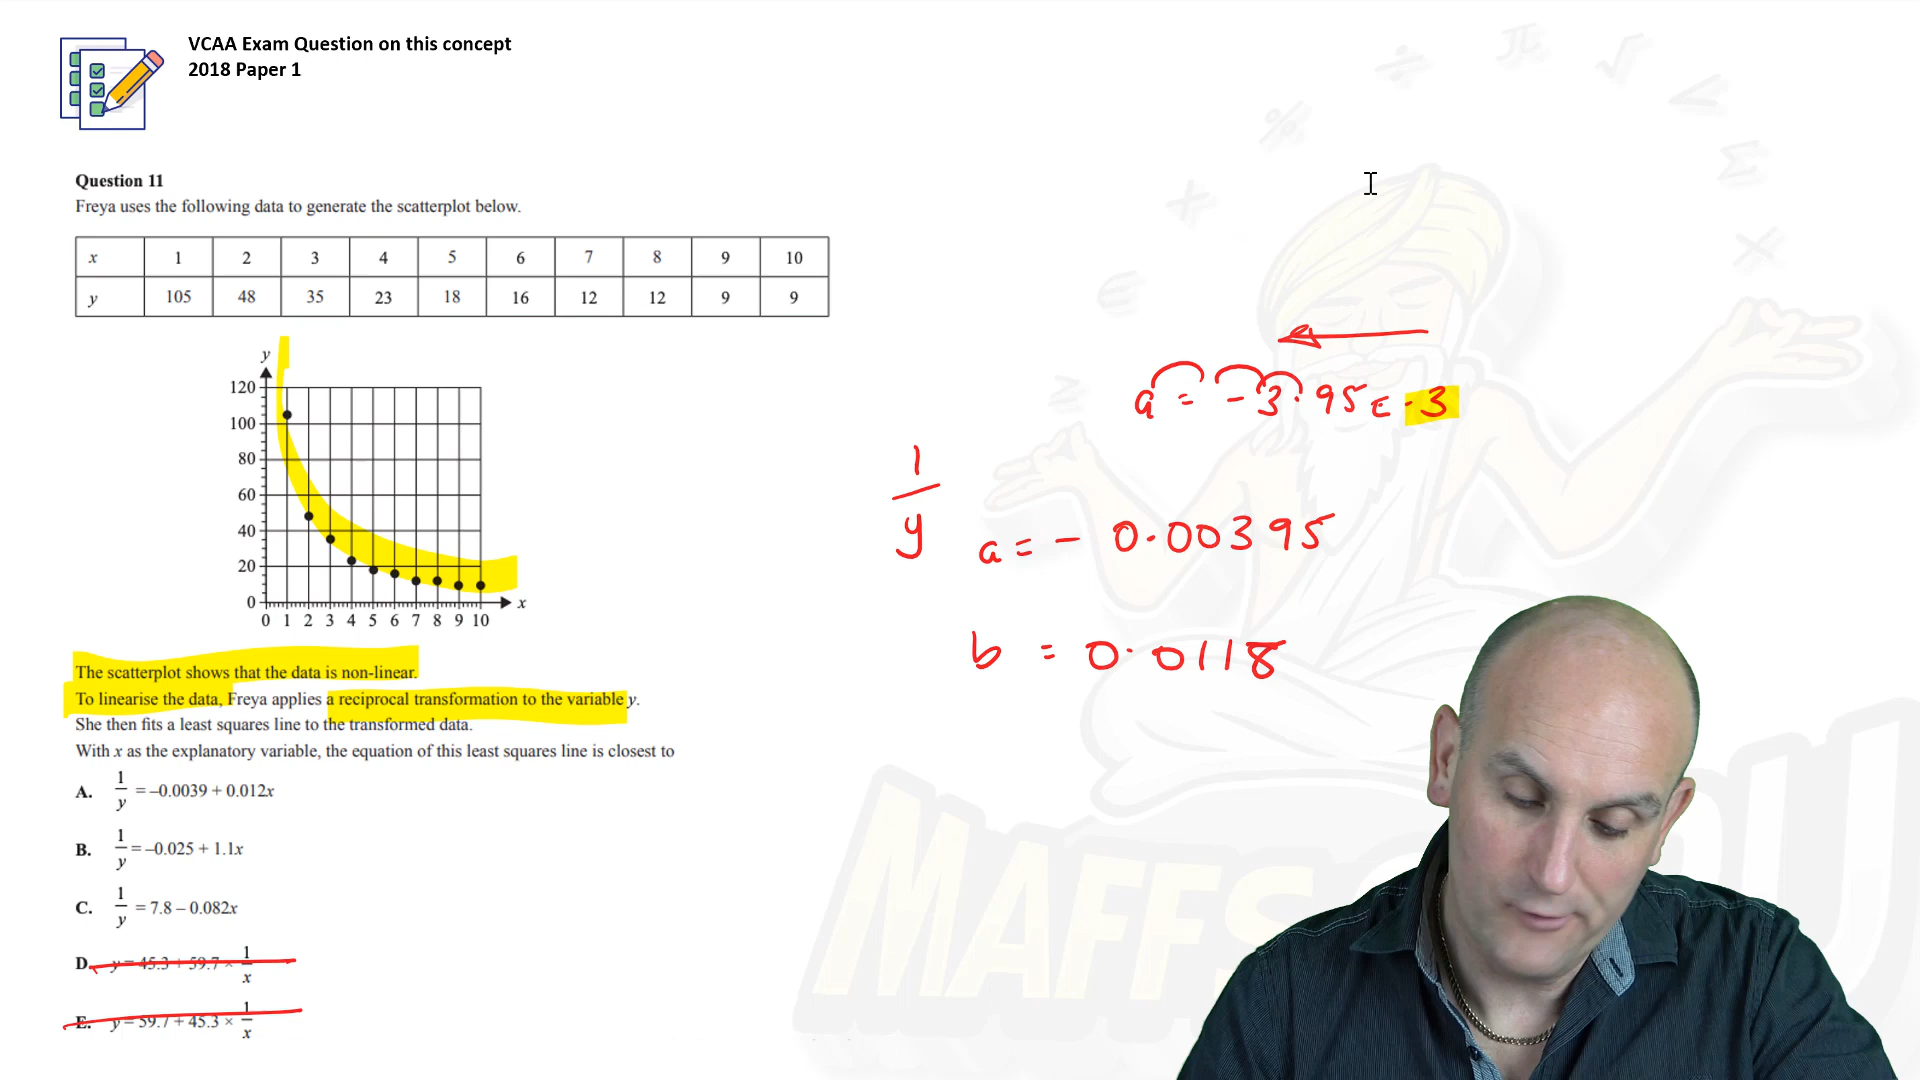 VCAA Exam Question on this concept
2018 Paper 1
Question 11
Freya uses the following data to generate the scatterplot below.
x 1 2 3 4 5 6 7 8 9 10
y 105 48 35 23 18 16 12 12 9 9
y
120
100
80
60
40
20
0
x
0 1 2 3 4 5 6 7 8 9 10
The scatterplot shows that the data is non-linear.
To linearise the data, Freya applies a reciprocal transformation to the variable y.
She then fits a least squares line to the transformed data.
With x as the explanatory variable, the equation of this least squares line is closest to
A. 1/y = –0.0039 + 0.012x
B. 1/y = –0.025 + 1.1x
C. 1/y = 7.8 – 0.082x
D. y = 45.3 + 59.7 × 1/x
E. y = 59.7 + 45.3 × 1/x
a = -3.95E-3
1/y
a = - 0.00395
b = 0.0118
MAFFS GURU